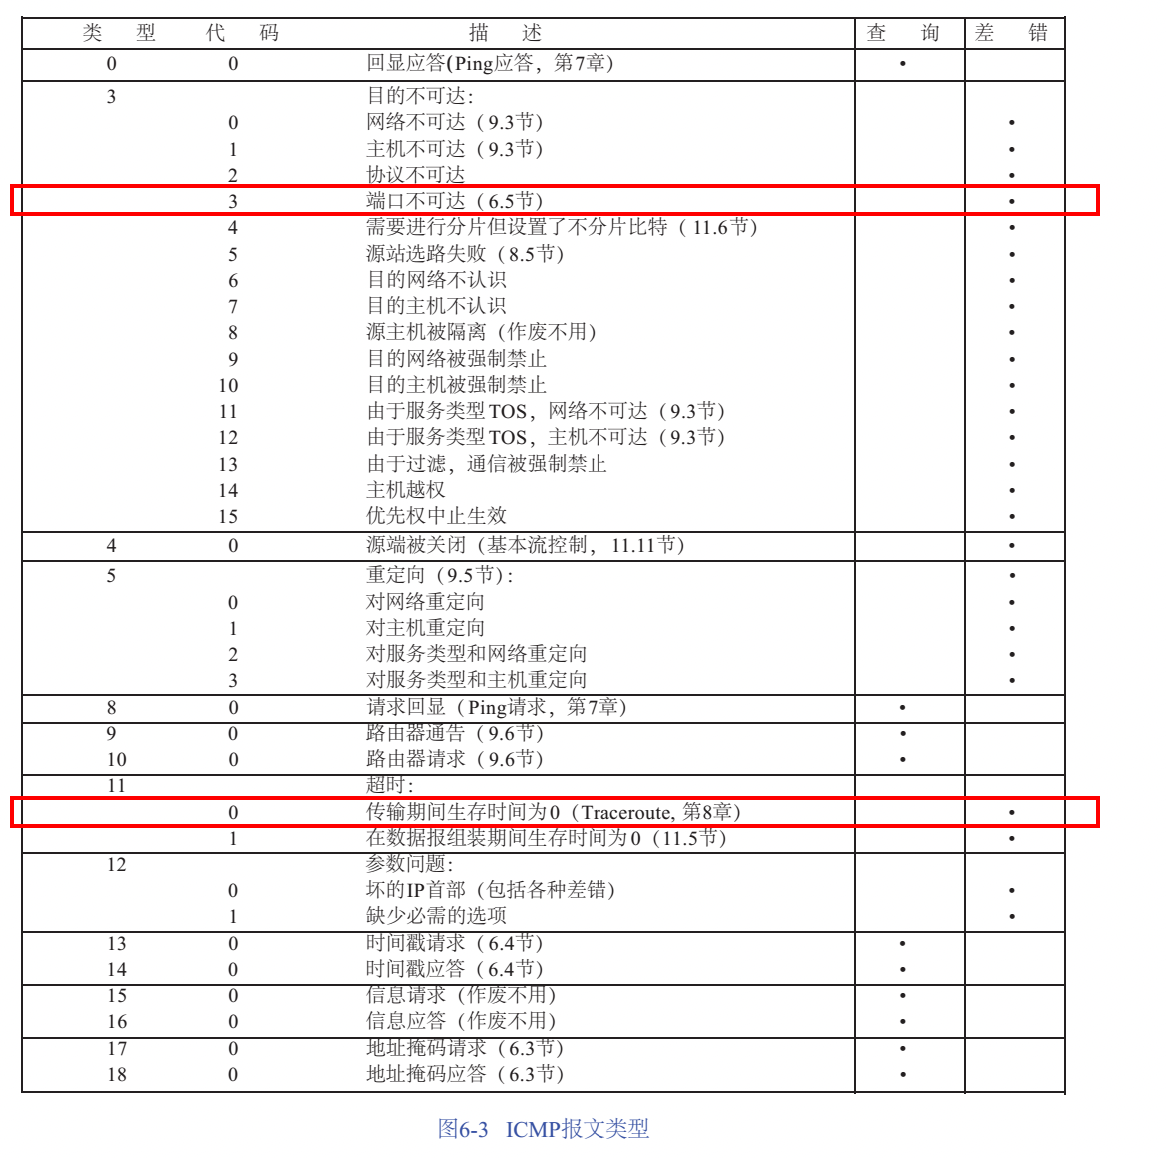 类 型 代 码 描 述 查 询 差 错
0 0 回显应答(Ping应答，第7章) •
3 目的不可达：
0 网络不可达（9.3节） •
1 主机不可达（9.3节） •
2 协议不可达 •
3 端口不可达（6.5节） •
4 需要进行分片但设置了不分片比特（11.6节） •
5 源站选路失败（8.5节） •
6 目的网络不认识 •
7 目的主机不认识 •
8 源主机被隔离（作废不用） •
9 目的网络被强制禁止 •
10 目的主机被强制禁止 •
11 由于服务类型TOS，网络不可达（9.3节） •
12 由于服务类型TOS，主机不可达（9.3节） •
13 由于过滤，通信被强制禁止 •
14 主机越权 •
15 优先权中止生效 •
4 0 源端被关闭（基本流控制，11.11节） •
5 重定向（9.5节）： •
0 对网络重定向 •
1 对主机重定向 •
2 对服务类型和网络重定向 •
3 对服务类型和主机重定向 •
8 0 请求回显（Ping请求，第7章） •
9 0 路由器通告（9.6节） •
10 0 路由器请求（9.6节） •
11 超时：
0 传输期间生存时间为0（Traceroute, 第8章） •
1 在数据报组装期间生存时间为0（11.5节） •
12 参数问题：
0 坏的IP首部（包括各种差错） •
1 缺少必需的选项 •
13 0 时间戳请求（6.4节） •
14 0 时间戳应答（6.4节） •
15 0 信息请求（作废不用） •
16 0 信息应答（作废不用） •
17 0 地址掩码请求（6.3节） •
18 0 地址掩码应答（6.3节） •
图6-3 ICMP报文类型